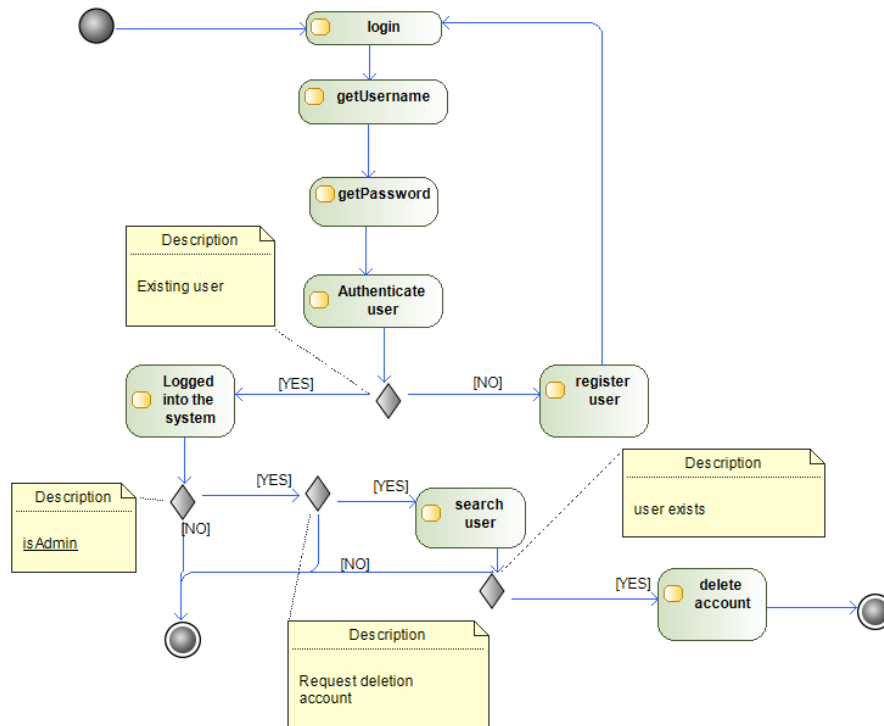 login
getUsername
getPassword
Description
Existing user
Authenticate
user
Logged
into the
system
[YES]
[NO]
register
user
Description
isAdmin
[YES]
[NO]
[YES]
search
user
Description
user exists
[NO]
[YES]
delete
account
Description
Request deletion
account